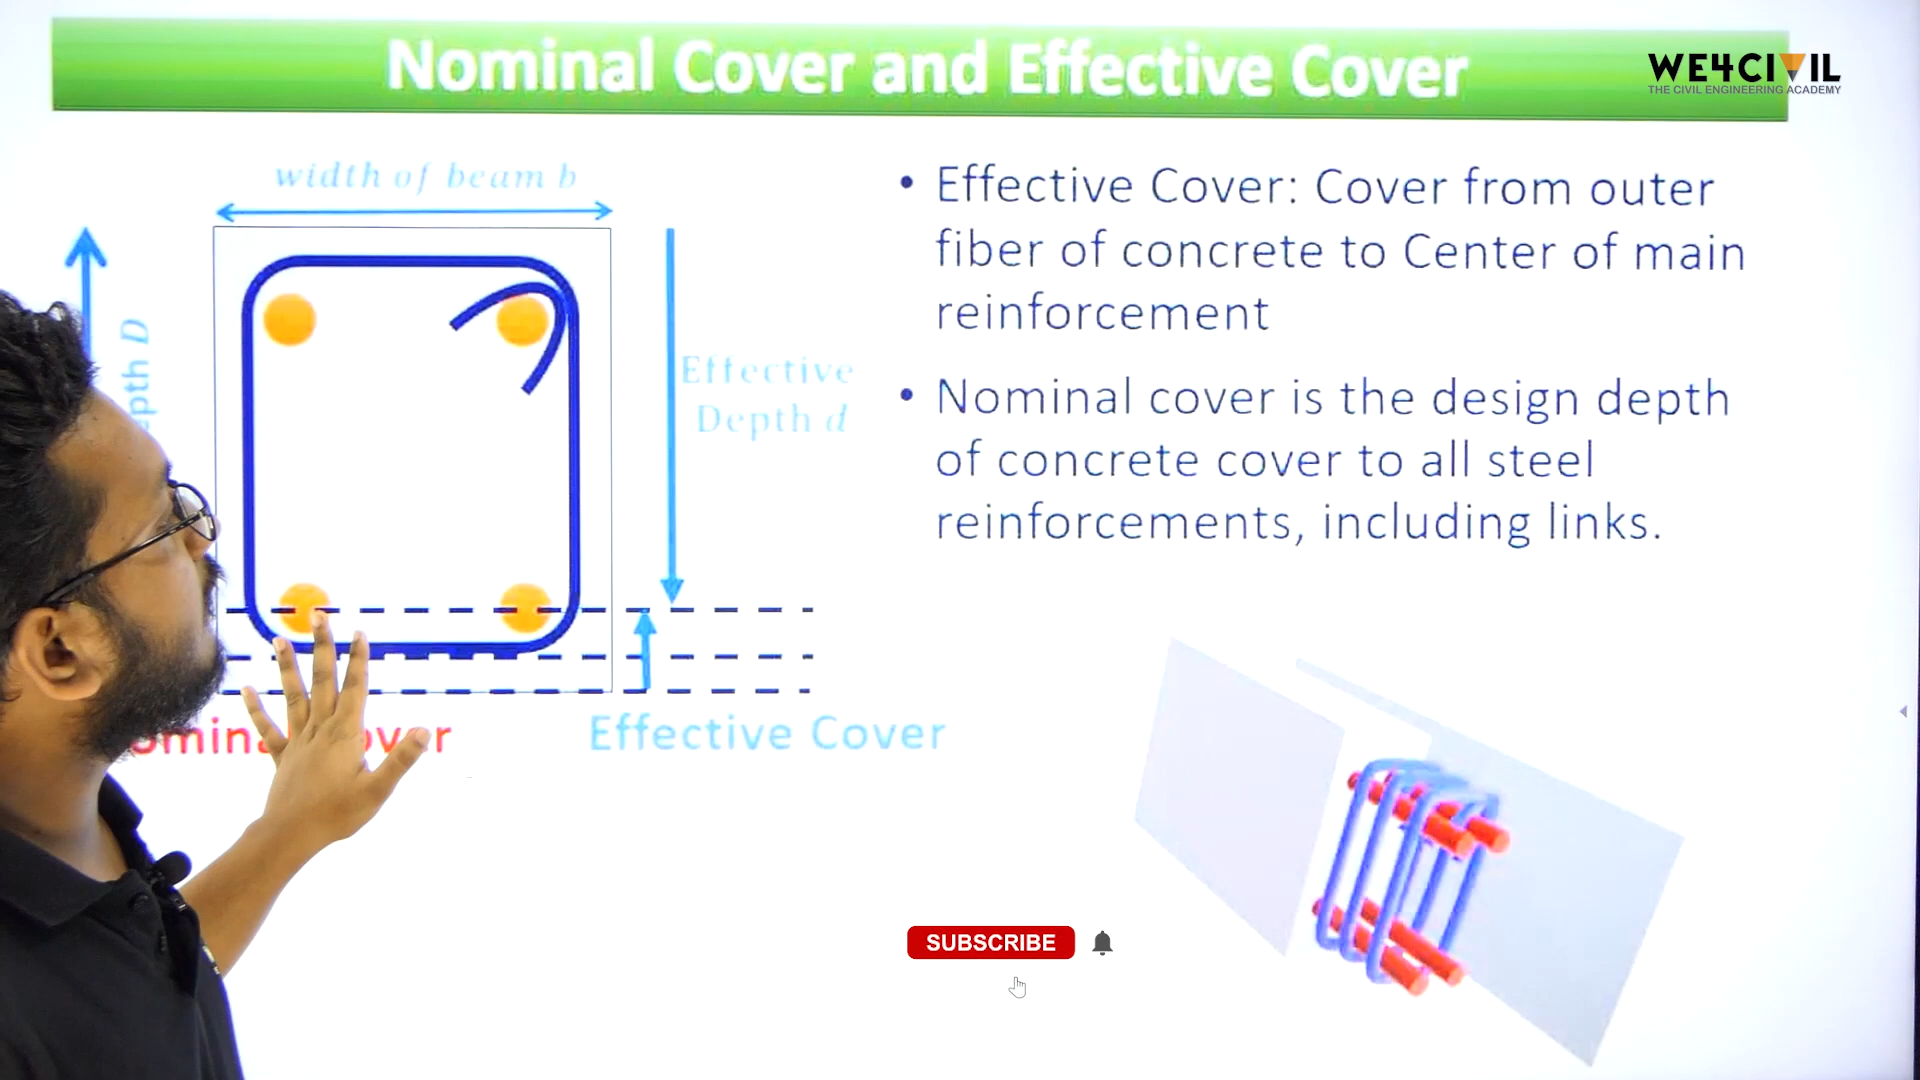 Nominal Cover and Effective Cover
WE4CIVIL
THE CIVIL ENGINEERING ACADEMY
width of beam b
D
Effective
Depth d
Effective Cover
• Effective Cover: Cover from outer
fiber of concrete to Center of main
reinforcement
• Nominal cover is the design depth
of concrete cover to all steel
reinforcements, including links.
SUBSCRIBE